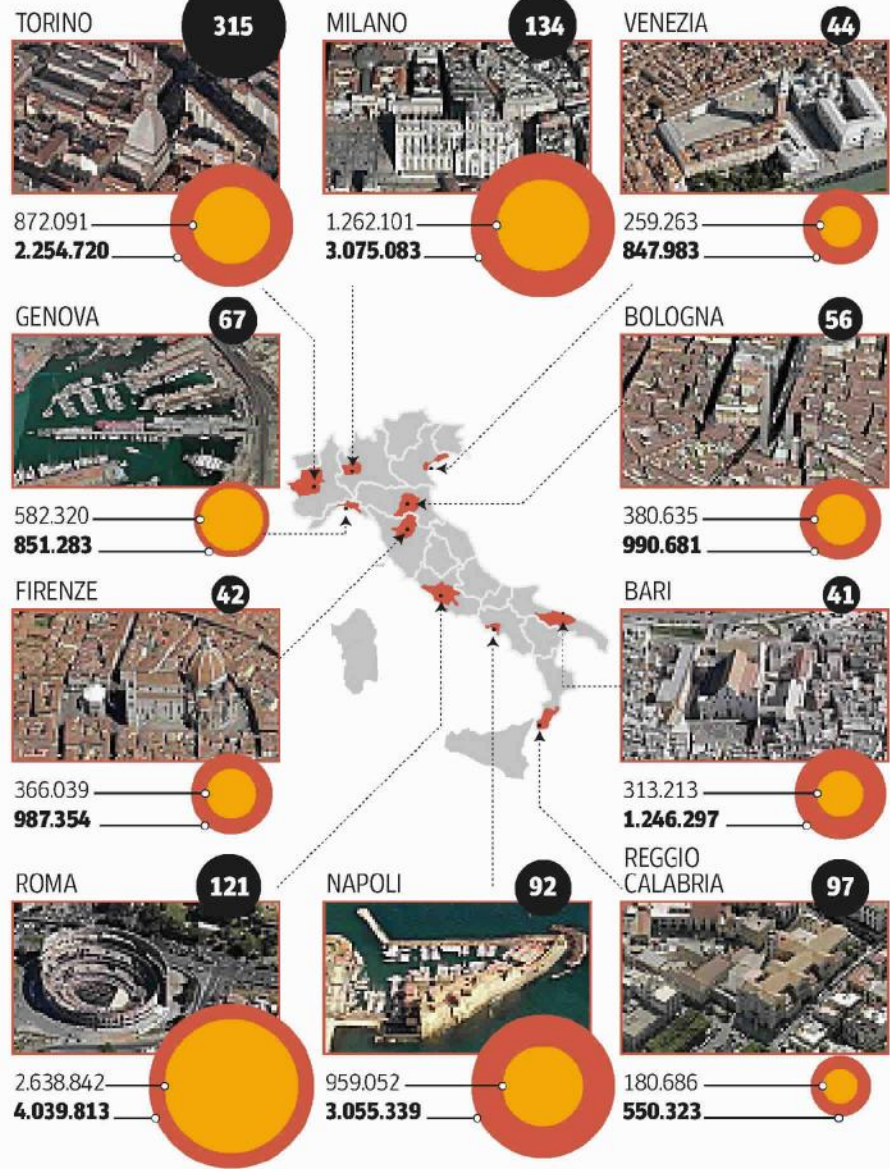 TORINO
315
872.091
2.254.720
MILANO
134
1.262.101
3.075.083
VENEZIA
44
259.263
847.983
GENOVA
67
582.320
851.283
BOLOGNA
56
380.635
990.681
FIRENZE
42
366.039
987.354
BARI
41
313.213
1.246.297
ROMA
121
2.638.842
4.039.813
NAPOLI
92
959.052
3.055.339
REGGIO
CALABRIA
97
180.686
550.323